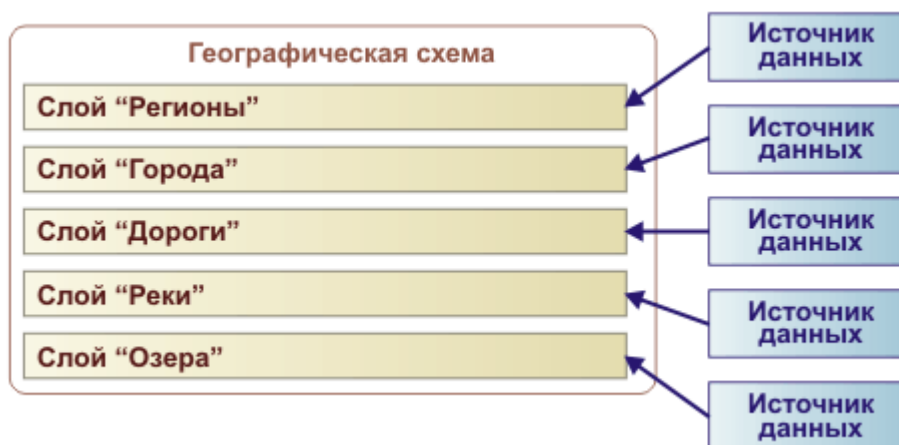 Географическая схема
Слой “Регионы”
Слой “Города”
Слой “Дороги”
Слой “Реки”
Слой “Озера”
Источник
данных
Источник
данных
Источник
данных
Источник
данных
Источник
данных